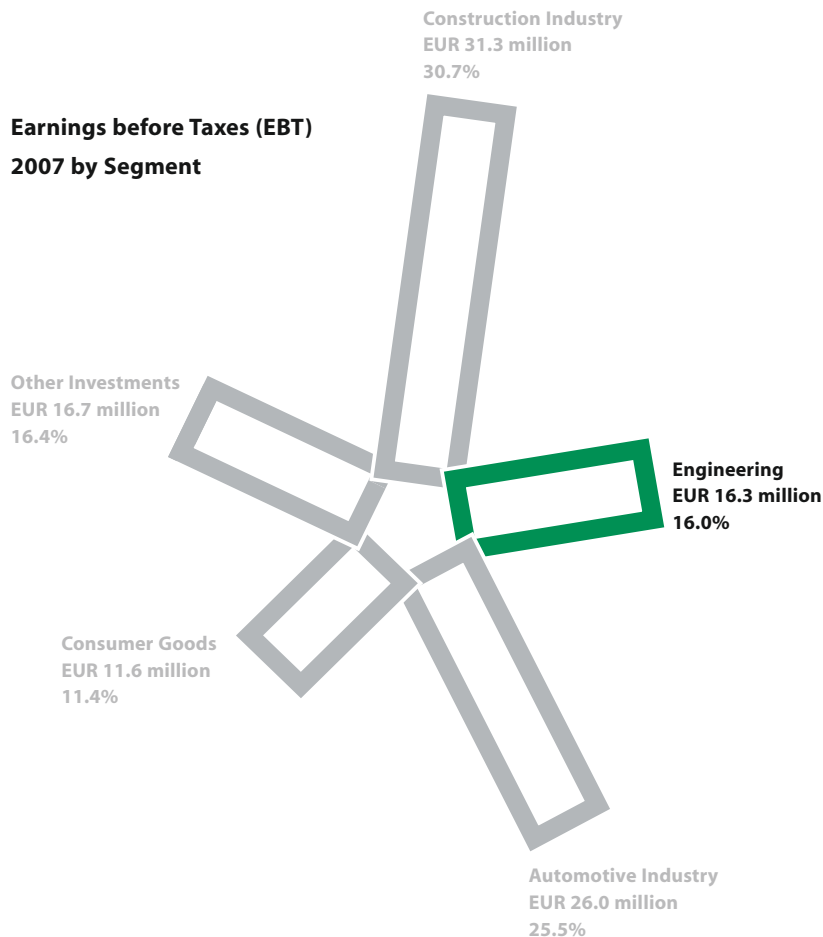 Construction Industry
EUR 31.3 million
30.7%
Earnings before Taxes (EBT)
2007 by Segment
Other Investments
EUR 16.7 million
16.4%
Engineering
EUR 16.3 million
16.0%
Consumer Goods
EUR 11.6 million
11.4%
Automotive Industry
EUR 26.0 million
25.5%